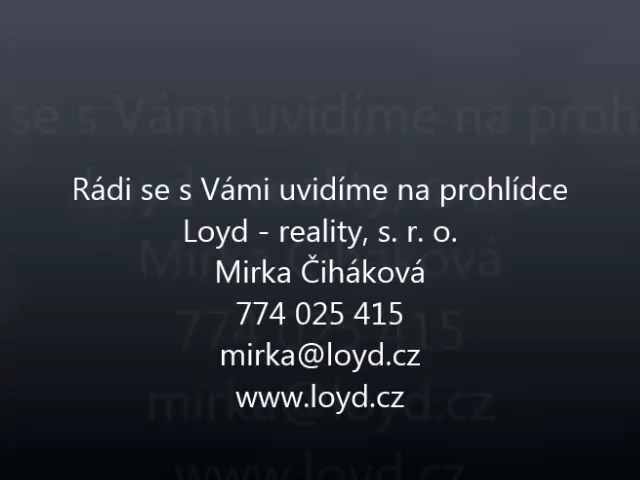 Rádi se s Vámi uvidíme na prohlídce
Loyd - reality, s. r. o.
Mirka Čiháková
774 025 415
mirka@loyd.cz
www.loyd.cz